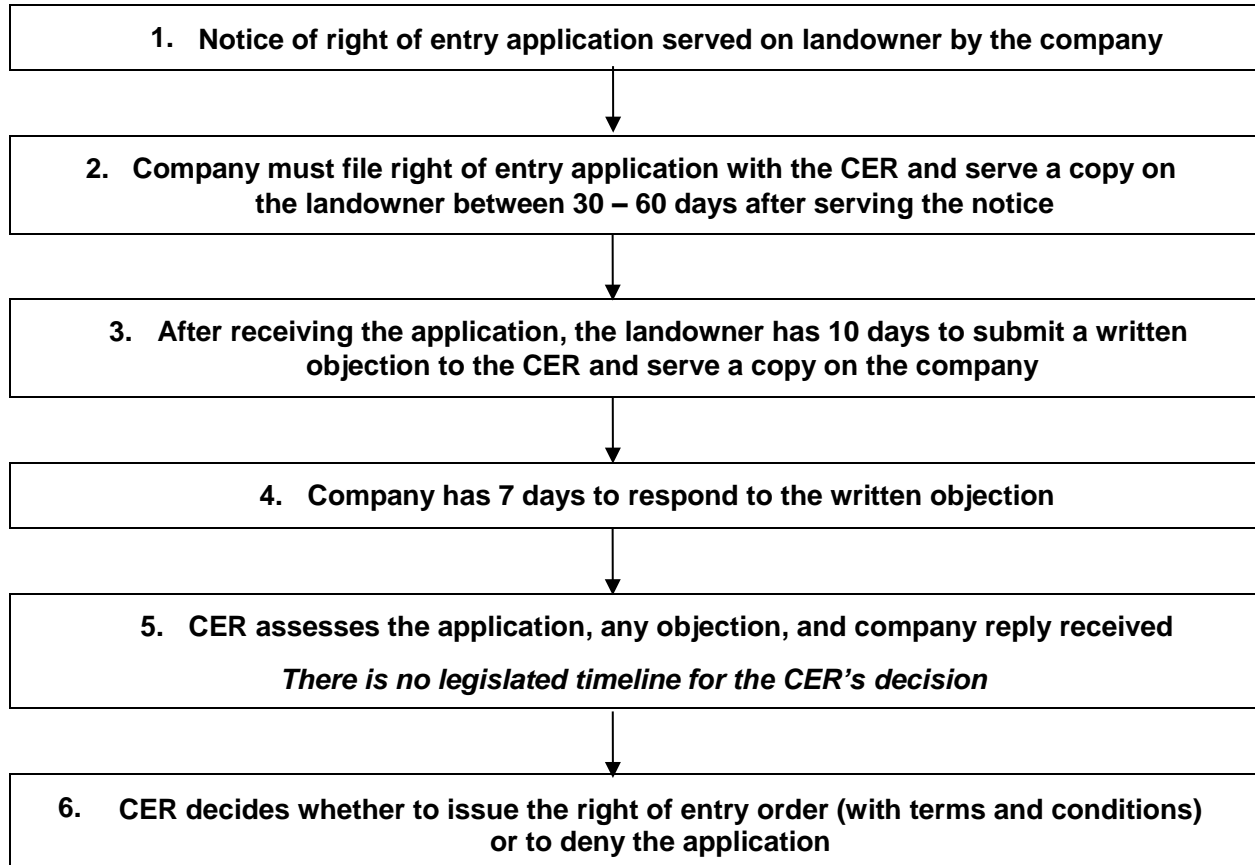 1. Notice of right of entry application served on landowner by the company
2. Company must file right of entry application with the CER and serve a copy on
the landowner between 30 – 60 days after serving the notice
3. After receiving the application, the landowner has 10 days to submit a written
objection to the CER and serve a copy on the company
4. Company has 7 days to respond to the written objection
5. CER assesses the application, any objection, and company reply received
There is no legislated timeline for the CER's decision
6. CER decides whether to issue the right of entry order (with terms and conditions)
or to deny the application